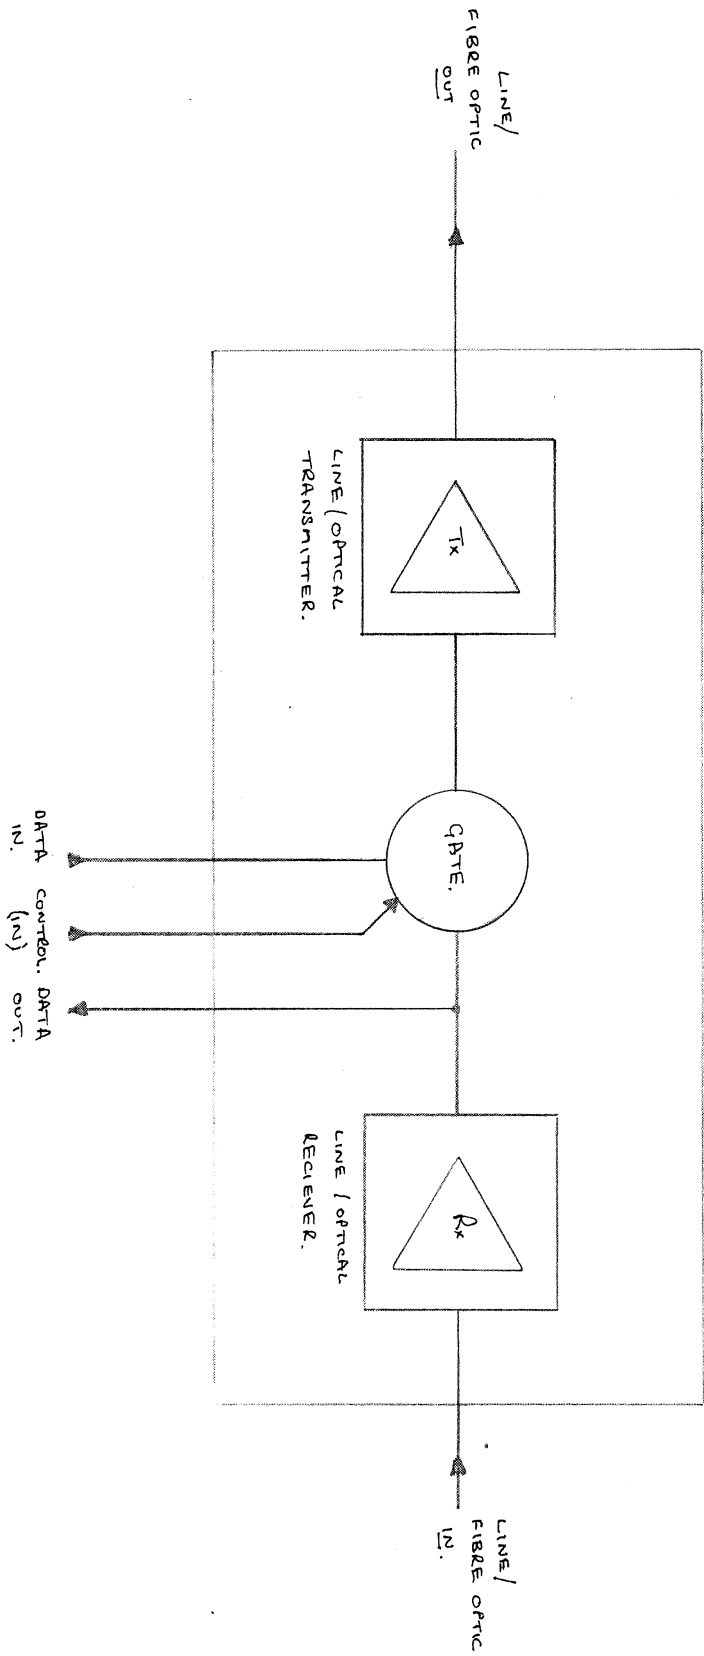 LINE/
FIBRE OPTIC
OUT
LINE/OPTICAL
TRANSMITTER.
Tx
GATE.
DATA
IN.
CONTROL.
(IN)
DATA
OUT.
LINE/OPTICAL
RECIEVER.
Rx
LINE/
FIBRE OPTIC
IN.